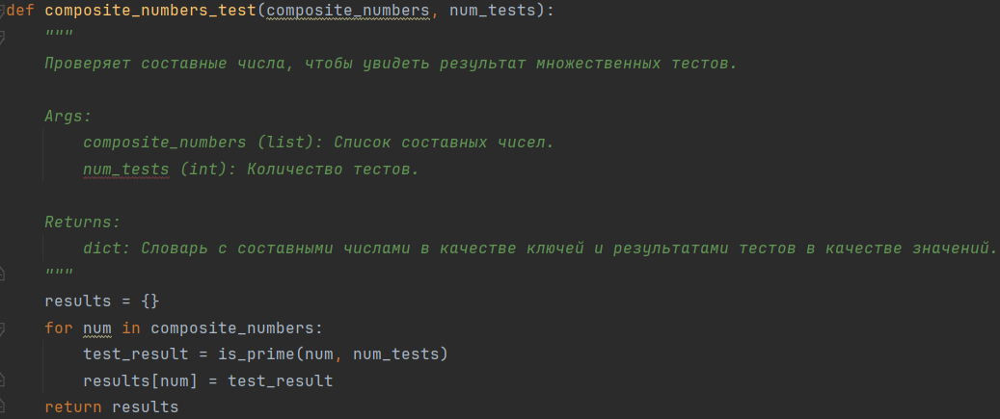 def composite_numbers_test(composite_numbers, num_tests):
"""
Проверяет составные числа, чтобы увидеть результат множественных тестов.
Args:
composite_numbers (list): Список составных чисел.
num_tests (int): Количество тестов.
Returns:
dict: Словарь с составными числами в качестве ключей и результатами тестов в качестве значений.
"""
results = {}
for num in composite_numbers:
test_result = is_prime(num, num_tests)
results[num] = test_result
return results